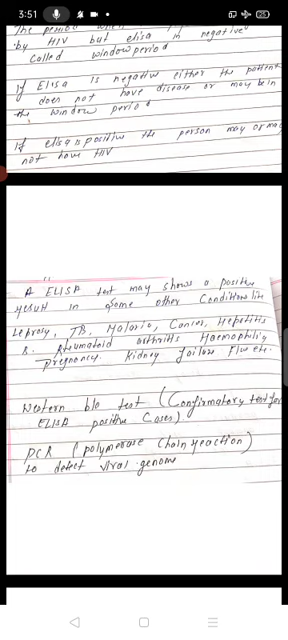 3:51
25
The period when
by HIV but elisa in negative
Called window period
If Elisa is negative either the patient
does not have disease or may be in
the window period
If elisa is positive the person may or may
not have HIV
A ELISA test may shows a positive
result in some other Condition like
Leprosy, TB, Malaria, Cancer, Hepatitis
B. Rheumatoid arthritis Haemophilia
pregnancy. Kidney failure Flu etc.
Western blo test (Confirmatory test for
ELISA positive Cases)
PCR (polymerase Chain reaction)
to detect viral genome